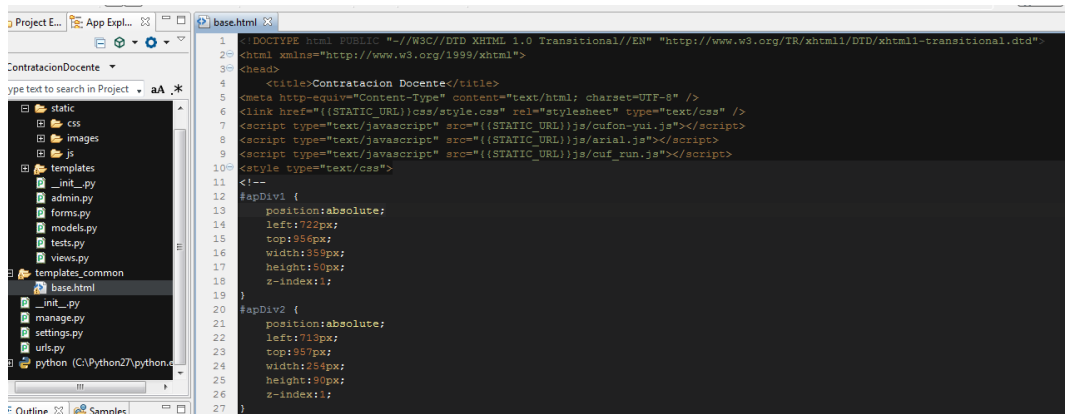 Project E... App Expl...
ContratacionDocente
ype text to search in Project aA .*
static
css
images
js
templates
__init__.py
admin.py
forms.py
models.py
tests.py
views.py
templates_common
base.html
__init__.py
manage.py
settings.py
urls.py
python (C:\Python27\python.e
Outline Samples
base.html
1 <!DOCTYPE html PUBLIC "-//W3C//DTD XHTML 1.0 Transitional//EN" "http://www.w3.org/TR/xhtml1/DTD/xhtml1-transitional.dtd">
2 <html xmlns="http://www.w3.org/1999/xhtml">
3 <head>
4 <title>Contratacion Docente</title>
5 <meta http-equiv="Content-Type" content="text/html; charset=UTF-8" />
6 <link href="{{STATIC_URL}}css/style.css" rel="stylesheet" type="text/css" />
7 <script type="text/javascript" src="{{STATIC_URL}}js/cufon-yui.js"></script>
8 <script type="text/javascript" src="{{STATIC_URL}}js/arial.js"></script>
9 <script type="text/javascript" src="{{STATIC_URL}}js/cuf_run.js"></script>
10 <style type="text/css">
11 <!--
12 #apDiv1 {
13 position:absolute;
14 left:722px;
15 top:956px;
16 width:359px;
17 height:50px;
18 z-index:1;
19 }
20 #apDiv2 {
21 position:absolute;
22 left:713px;
23 top:957px;
24 width:254px;
25 height:90px;
26 z-index:1;
27 }